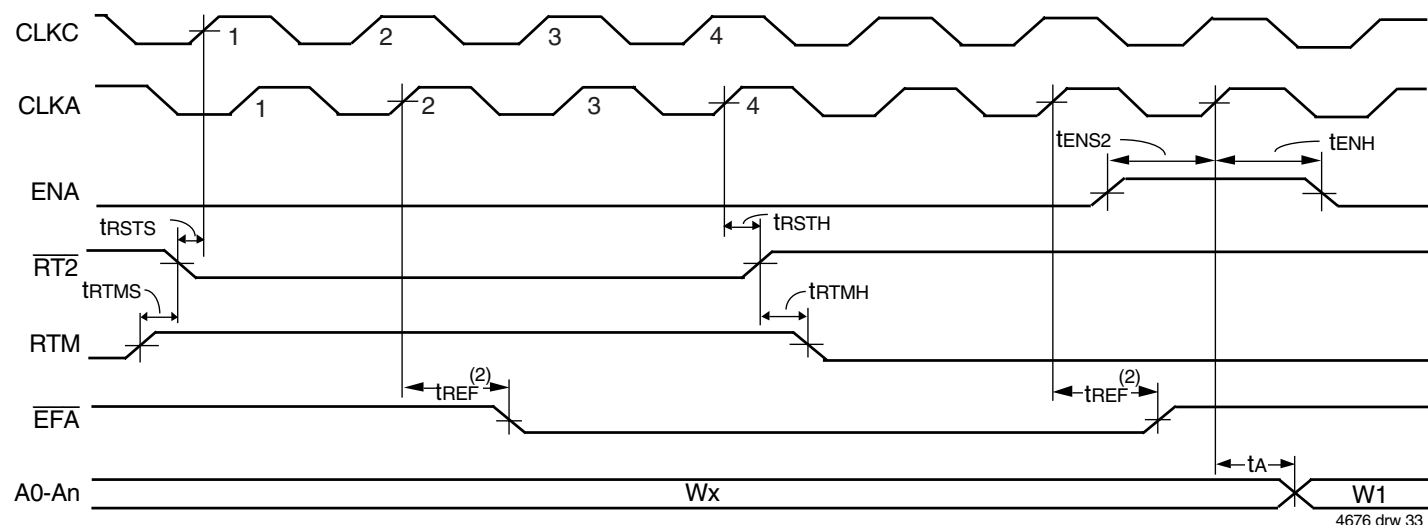 CLKC 1 2 3 4
CLKA 1 2 3 4
tENS2 tENH
ENA
tRSTS tRSTH
RT2
tRTMS tRTMH
RTM
tREF(2) tREF(2)
EFA
tA
A0-An Wx W1
4676 drw 33